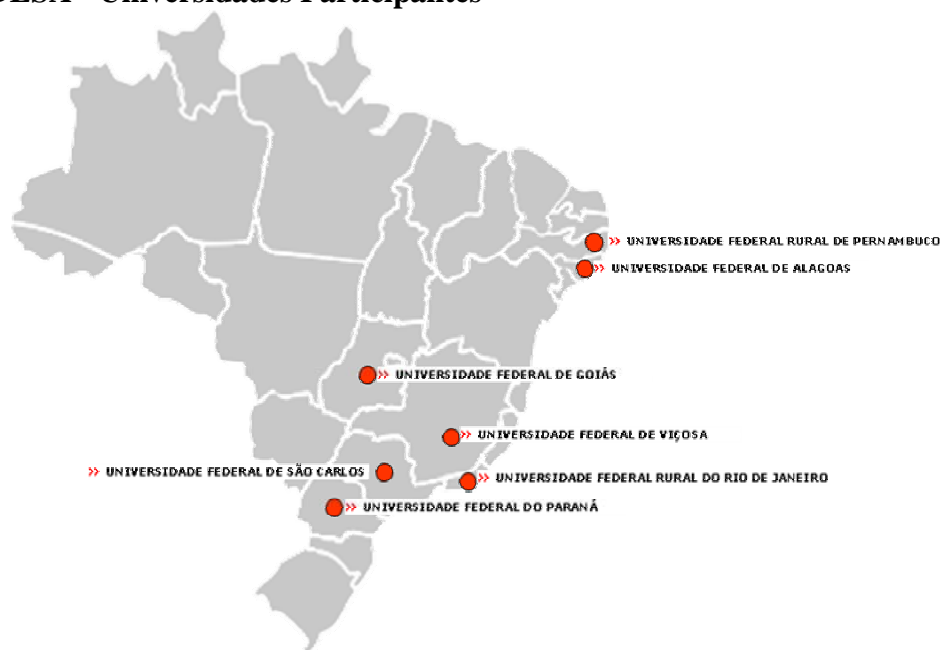 Universidades Participantes
» UNIVERSIDADE FEDERAL RURAL DE PERNAMBUCO
» UNIVERSIDADE FEDERAL DE ALAGOAS
» UNIVERSIDADE FEDERAL DE GOIÁS
» UNIVERSIDADE FEDERAL DE VIÇOSA
» UNIVERSIDADE FEDERAL DE SÃO CARLOS
» UNIVERSIDADE FEDERAL RURAL DO RIO DE JANEIRO
» UNIVERSIDADE FEDERAL DO PARANÁ